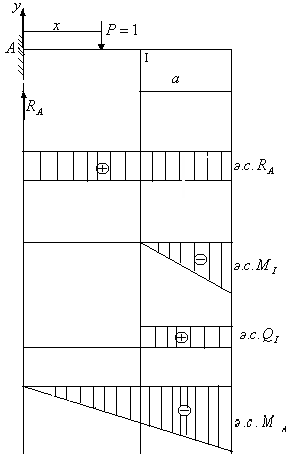 y
x
P = 1
A
I
a
R_A
э.с. R_A
э.с. M_I
э.с. Q_I
э.с. M_A